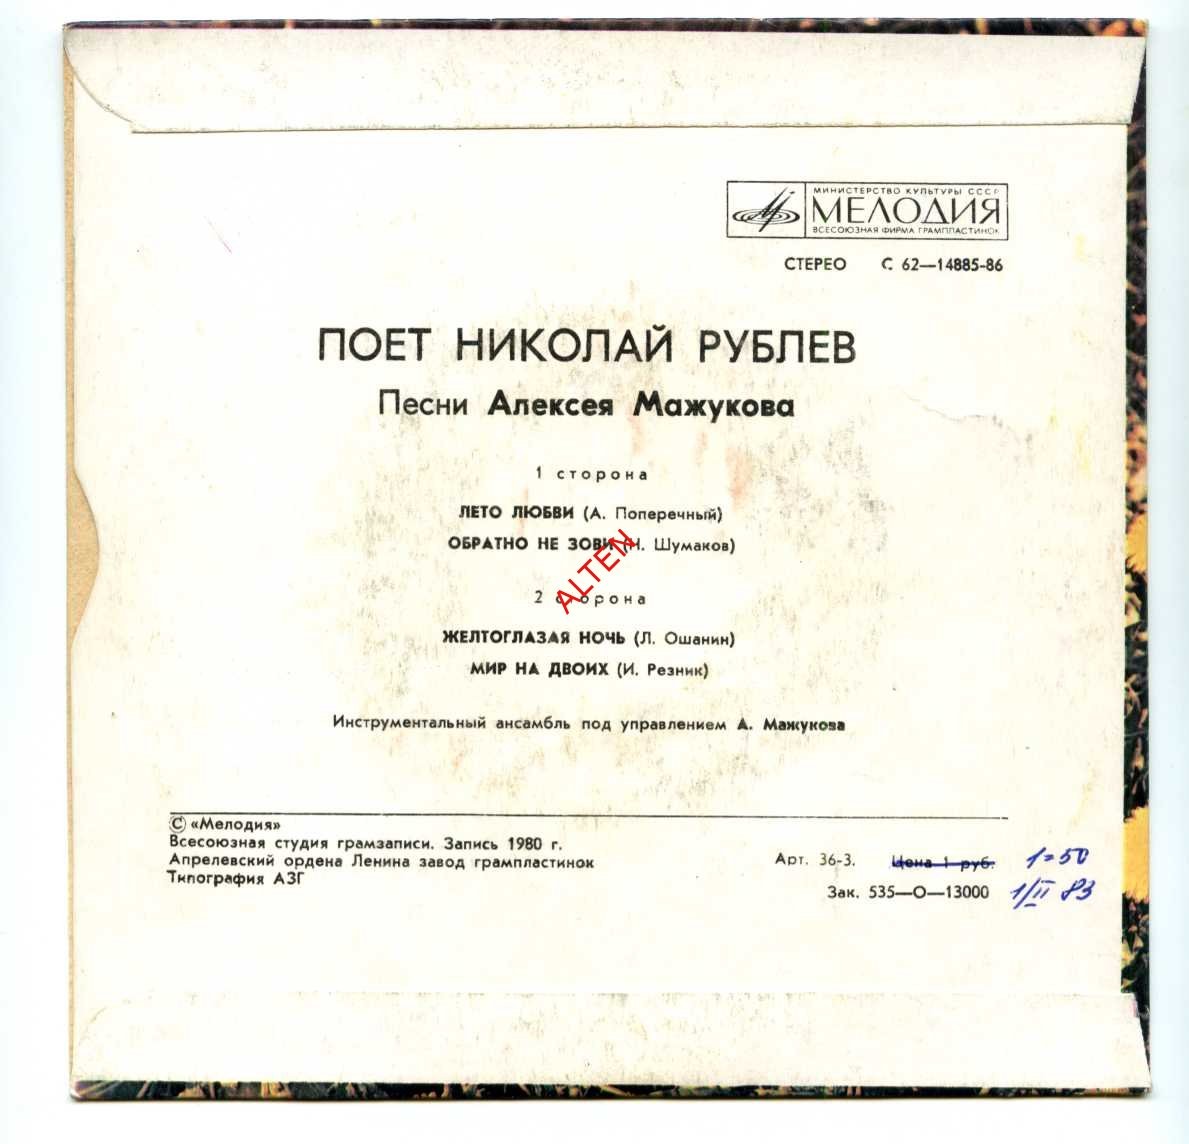 МИНИСТЕРСТВО КУЛЬТУРЫ СССР
МЕЛОДИЯ
ВСЕСОЮЗНАЯ ФИРМА ГРАМПЛАСТИНОК
СТЕРЕО С 62—14885-86
ПОЕТ НИКОЛАЙ РУБЛЕВ
Песни Алексея Мажукова
1 сторона
ЛЕТО ЛЮБВИ (А. Поперечный)
ОБРАТНО НЕ ЗОВИ (Н. Шумаков)
ALTEN
2 сторона
ЖЕЛТОГЛАЗАЯ НОЧЬ (Л. Ошанин)
МИР НА ДВОИХ (И. Резник)
Инструментальный ансамбль под управлением А. Мажукова
© «Мелодия»
Всесоюзная студия грамзаписи. Запись 1980 г.
Апрелевский ордена Ленина завод грампластинок
Типография АЗГ
Арт. 36-3. Цена 1 руб. 1=50
Зак. 535—О—13000 1/II 83